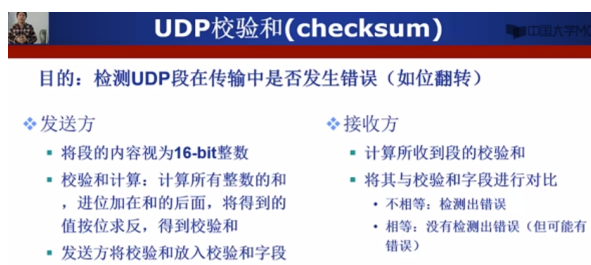 UDP校验和(checksum)
中国大学MO
目的：检测UDP段在传输中是否发生错误（如位翻转）
发送方
将段的内容视为16-bit整数
校验和计算：计算所有整数的和
，进位加在和的后面，将得到的
值按位求反，得到校验和
发送方将校验和放入校验和字段
接收方
计算所收到段的校验和
将其与校验和字段进行对比
不相等：检测出错误
相等：没有检测出错误（但可能有
错误）